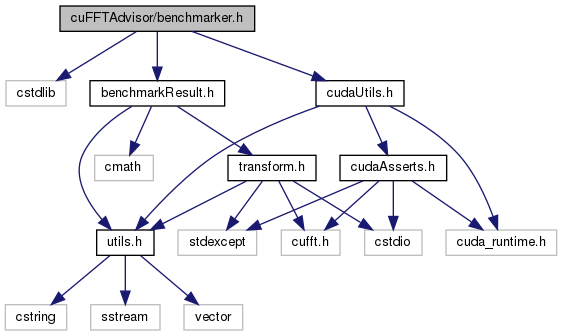 cuFFTAdvisor/benchmarker.h
cstdlib
benchmarkResult.h
cudaUtils.h
cmath
transform.h
cudaAsserts.h
utils.h
stdexcept
cufft.h
cstdio
cuda_runtime.h
cstring
sstream
vector